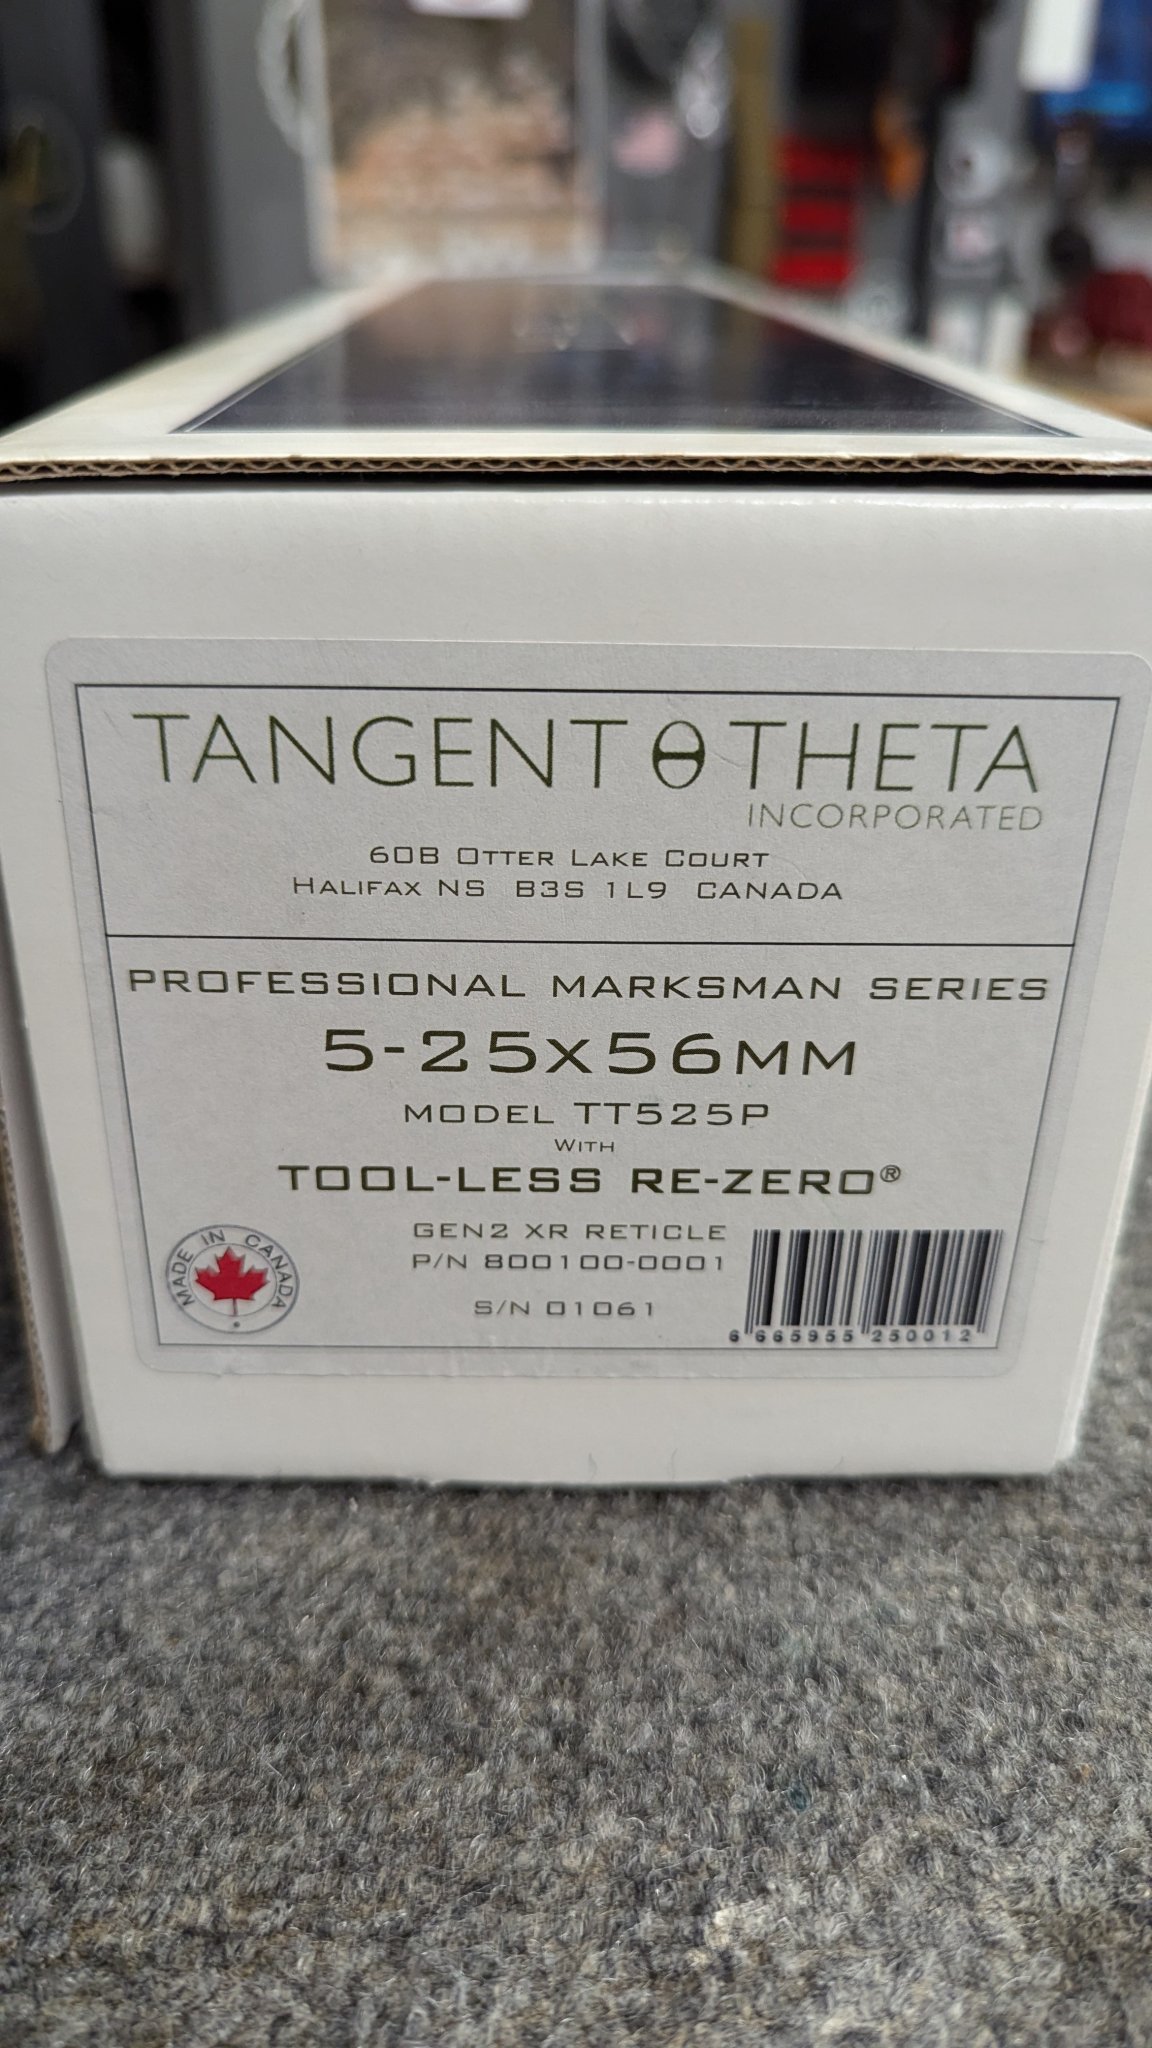 TANGENT θ THETA
INCORPORATED
60B OTTER LAKE COURT
HALIFAX NS B3S 1L9 CANADA
PROFESSIONAL MARKSMAN SERIES
5-25x56MM
MODEL TT525P
WITH
TOOL-LESS RE-ZERO®
GEN2 XR RETICLE
P/N 800100-0001
S/N 01061
MADE IN CANADA
6 665955 250012